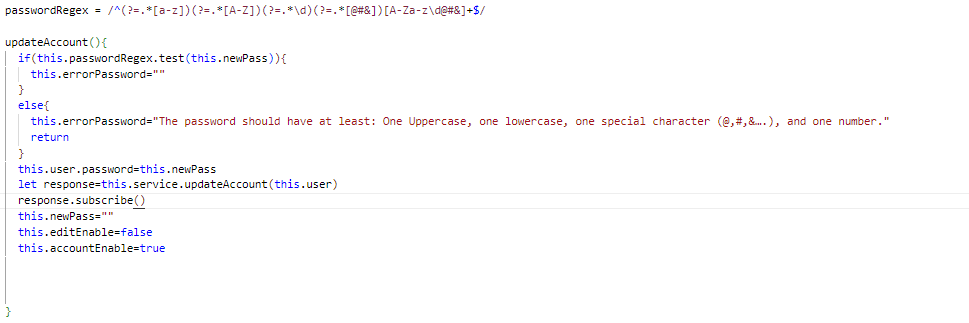 passwordRegex = /^(?=.*[a-z])(?=.*[A-Z])(?=.*\d)(?=.*[@#&])[A-Za-z\d@#&]+$/
updateAccount(){
if(this.passwordRegex.test(this.newPass)){
this.errorPassword=""
}
else{
this.errorPassword="The password should have at least: One Uppercase, one lowercase, one special character (@,#,&….), and one number."
return
}
this.user.password=this.newPass
let response=this.service.updateAccount(this.user)
response.subscribe()
this.newPass=""
this.editEnable=false
this.accountEnable=true
}